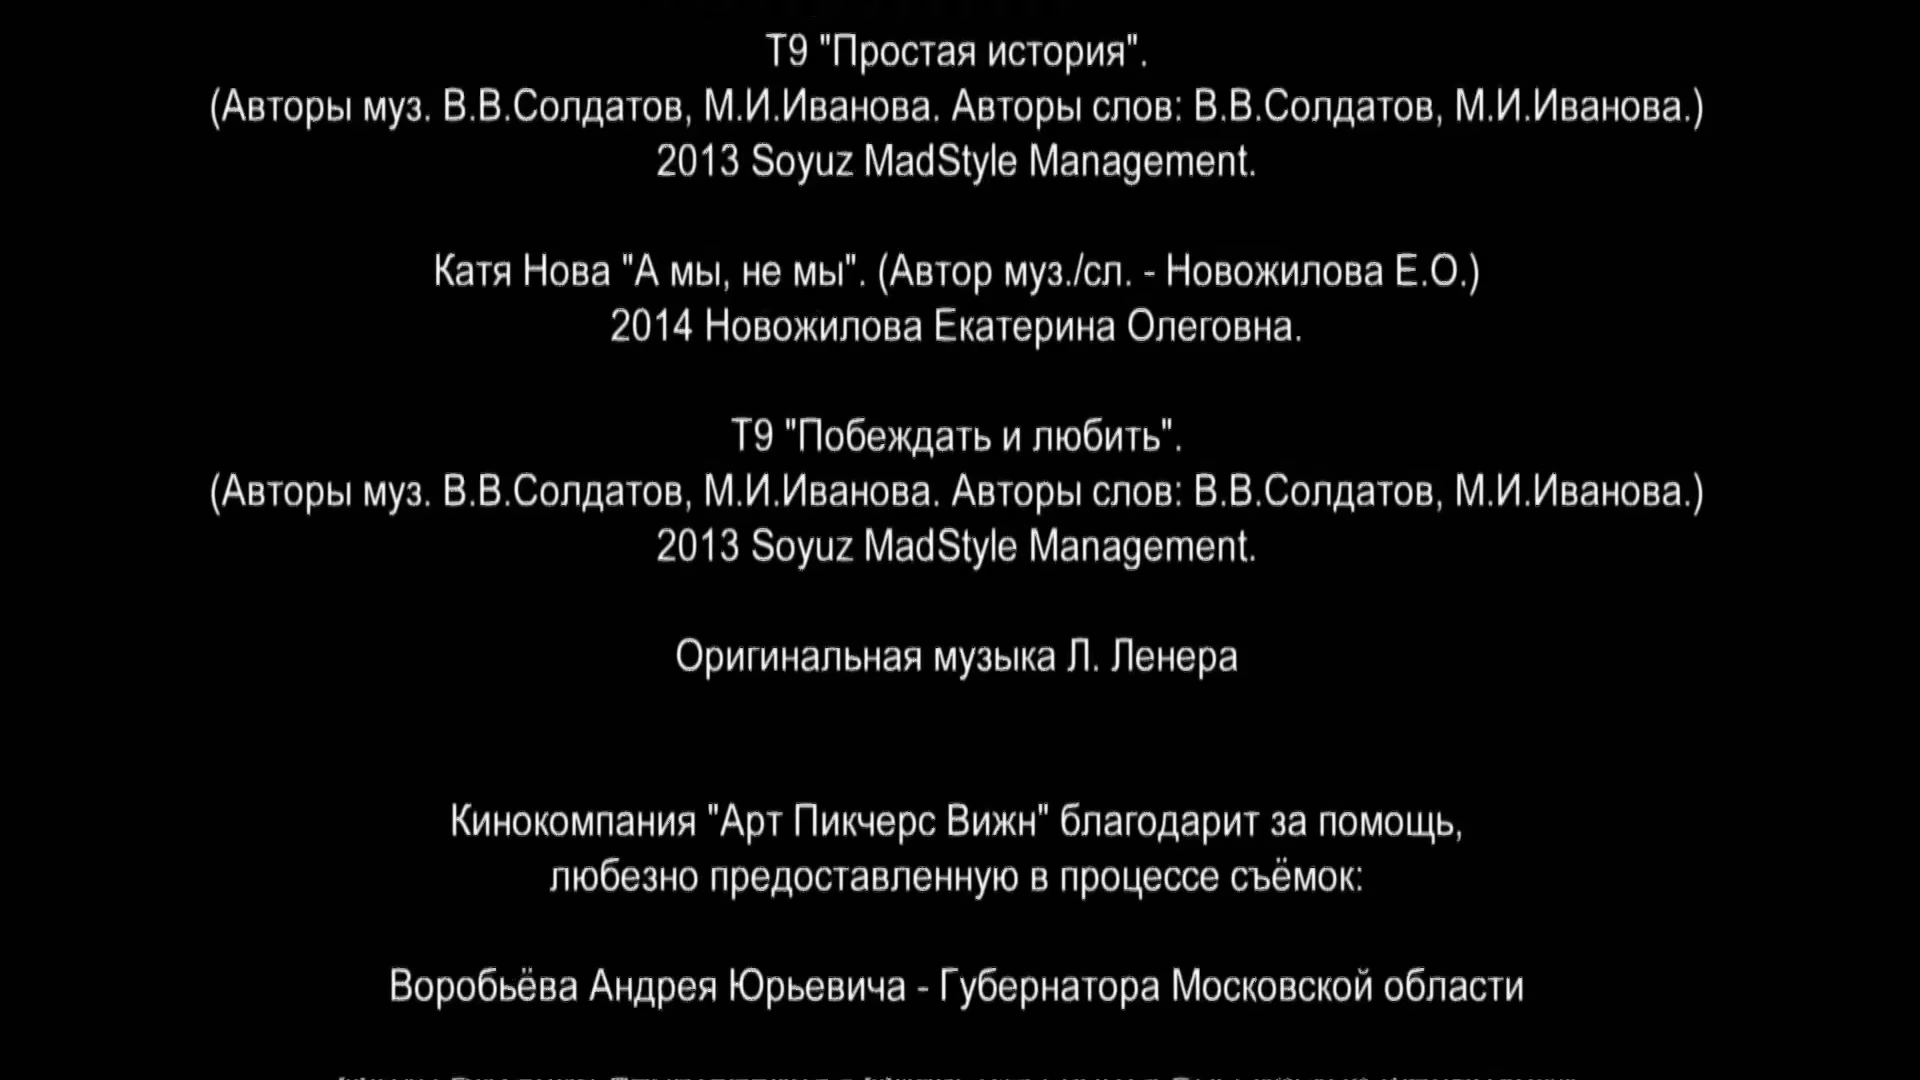 Т9 "Простая история".
(Авторы муз. В.В.Солдатов, М.И.Иванова. Авторы слов: В.В.Солдатов, М.И.Иванова.)
2013 Soyuz MadStyle Management.
Катя Нова "А мы, не мы". (Автор муз./сл. - Новожилова Е.О.)
2014 Новожилова Екатерина Олеговна.
Т9 "Побеждать и любить".
(Авторы муз. В.В.Солдатов, М.И.Иванова. Авторы слов: В.В.Солдатов, М.И.Иванова.)
2013 Soyuz MadStyle Management.
Оригинальная музыка Л. Ленера
Кинокомпания "Арт Пикчерс Вижн" благодарит за помощь,
любезно предоставленную в процессе съёмок:
Воробьёва Андрея Юрьевича - Губернатора Московской области